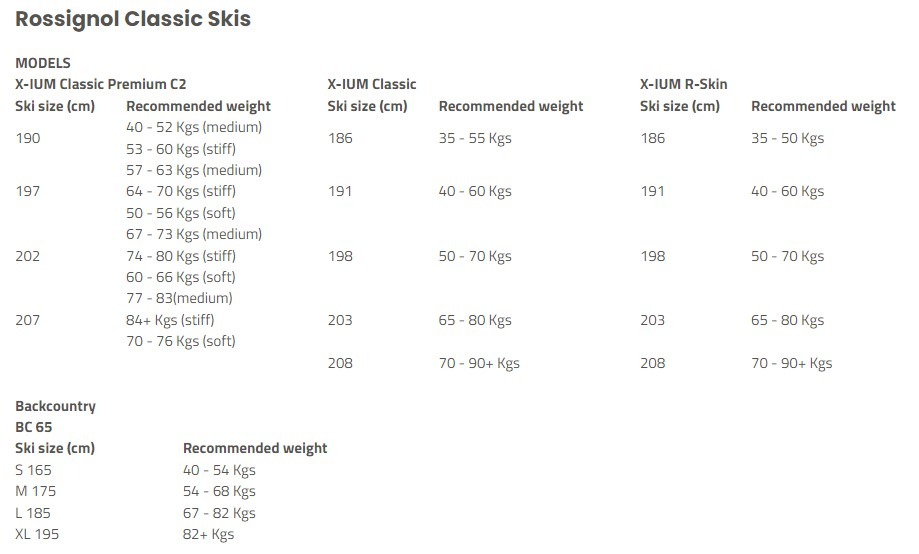 Rossignol Classic Skis
MODELS
X-IUM Classic Premium C2 X-IUM Classic X-IUM R-Skin
Ski size (cm) Recommended weight Ski size (cm) Recommended weight Ski size (cm) Recommended weight
40 - 52 Kgs (medium)
190 186 35 - 55 Kgs 186 35 - 50 Kgs
53 - 60 Kgs (stiff)
57 - 63 Kgs (medium)
197 64 - 70 Kgs (stiff) 191 40 - 60 Kgs 191 40 - 60 Kgs
50 - 56 Kgs (soft)
67 - 73 Kgs (medium)
202 74 - 80 Kgs (stiff) 198 50 - 70 Kgs 198 50 - 70 Kgs
60 - 66 Kgs (soft)
77 - 83(medium)
207 84+ Kgs (stiff) 203 65 - 80 Kgs 203 65 - 80 Kgs
70 - 76 Kgs (soft)
208 70 - 90+ Kgs 208 70 - 90+ Kgs
Backcountry
BC 65
Ski size (cm) Recommended weight
S 165 40 - 54 Kgs
M 175 54 - 68 Kgs
L 185 67 - 82 Kgs
XL 195 82+ Kgs